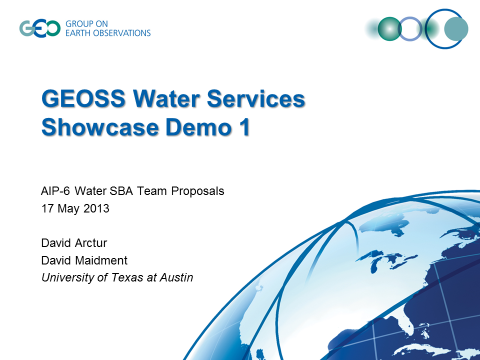 GEO GROUP ON
EARTH OBSERVATIONS
GEOSS Water Services
Showcase Demo 1
AIP-6 Water SBA Team Proposals
17 May 2013
David Arctur
David Maidment
University of Texas at Austin